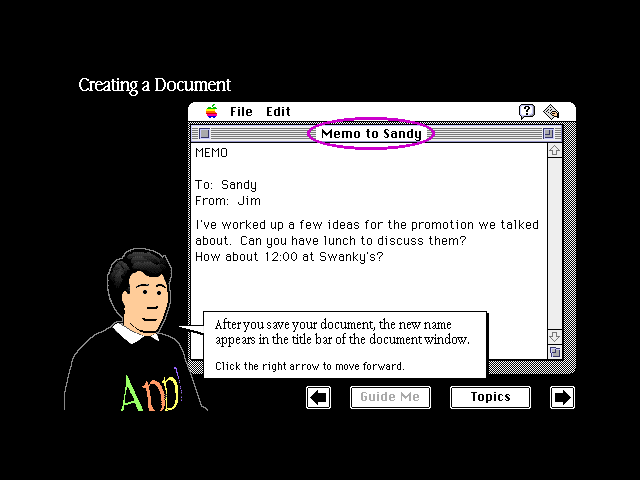 Creating a Document
File Edit
Memo to Sandy
MEMO
To: Sandy
From: Jim
I've worked up a few ideas for the promotion we talked
about. Can you have lunch to discuss them?
How about 12:00 at Swanky's?
After you save your document, the new name
appears in the title bar of the document window.
Click the right arrow to move forward.
Guide Me
Topics